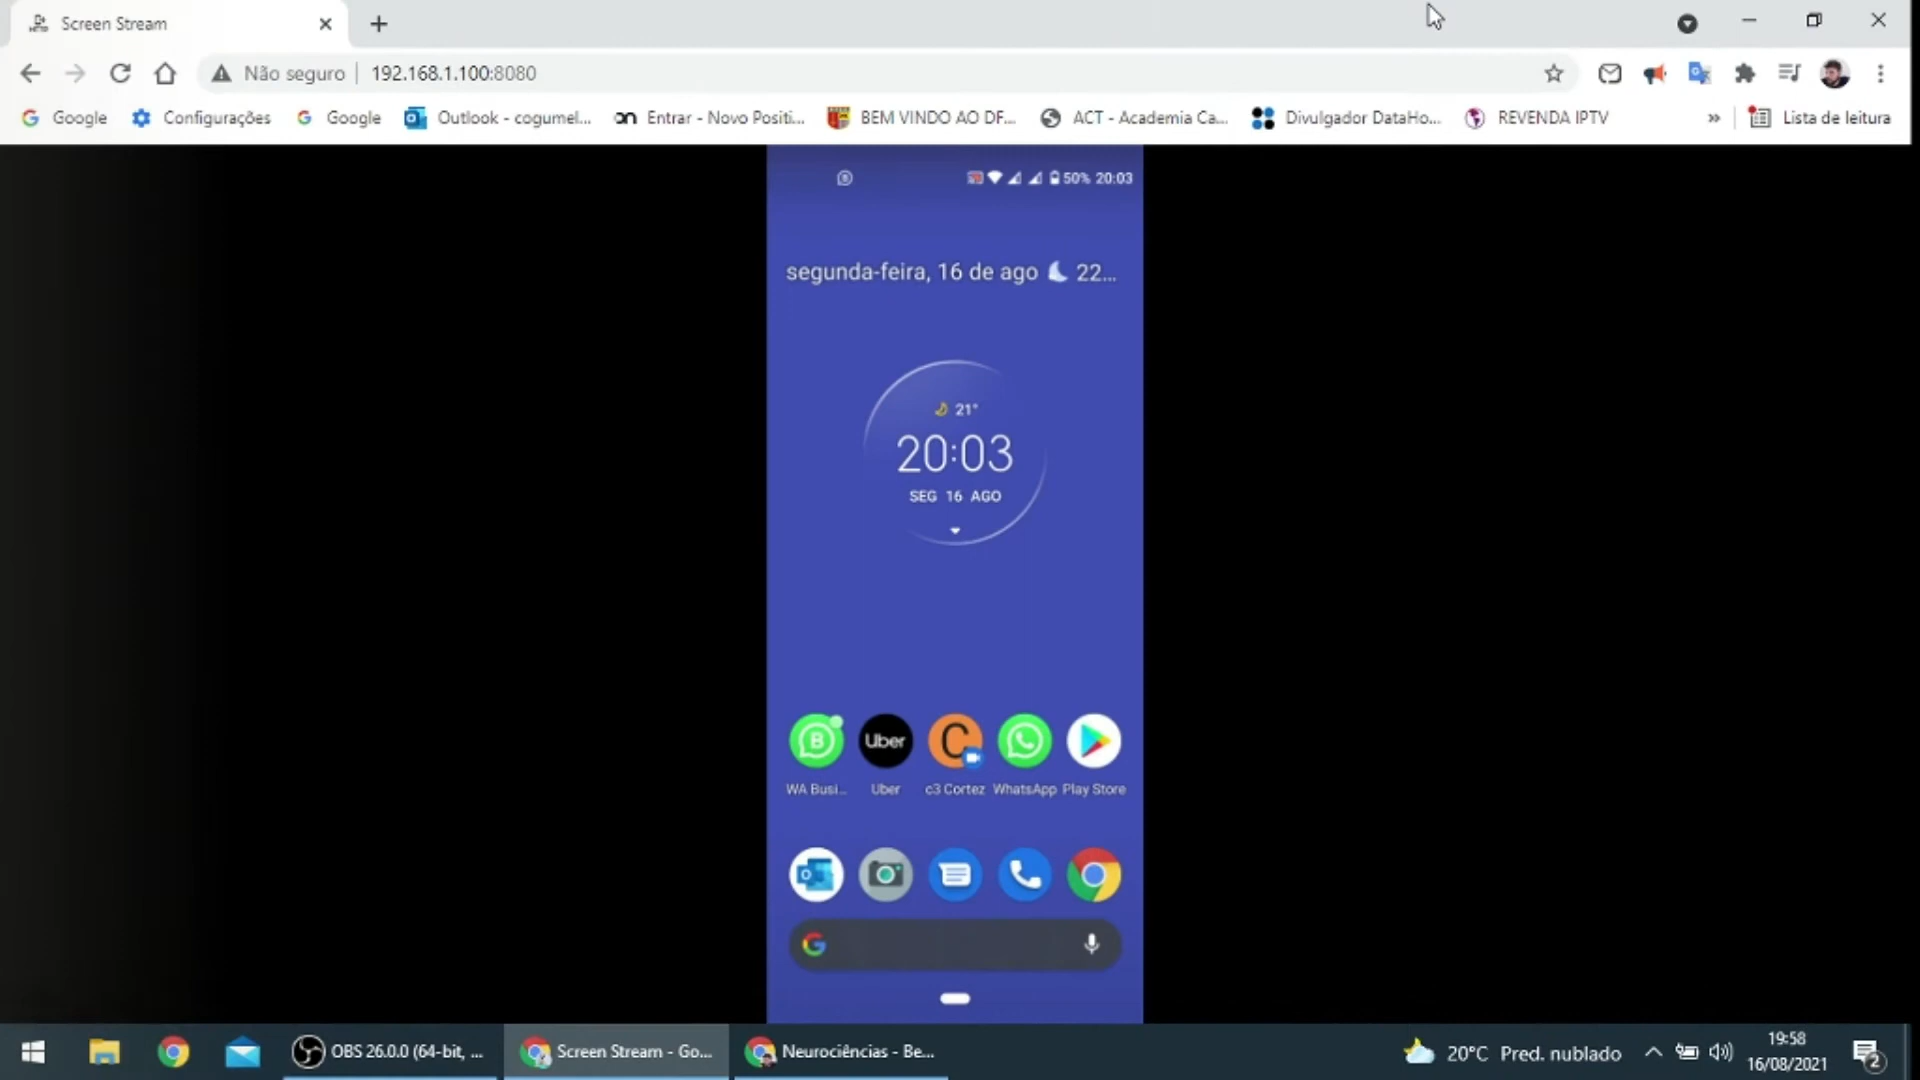 Screen Stream
Não seguro 192.168.1.100:8080
Google Configurações Google Outlook - cogumel... Entrar - Novo Positi... BEM VINDO AO DF... ACT - Academia Ca... Divulgador DataHo... REVENDA IPTV » Lista de leitura
50% 20:03
segunda-feira, 16 de ago 22...
21°
20:03
SEG 16 AGO
B Uber C
WA Busi... Uber c3 Cortez WhatsApp Play Store
OBS 26.0.0 (64-bit, ... Screen Stream - Go... Neurociências - Be... 20°C Pred. nublado 19:58
16/08/2021 2